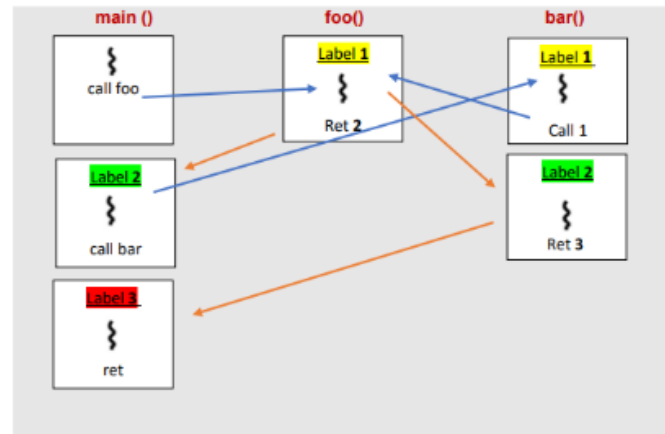 main ()
call foo
Label 2
call bar
Label 3
ret
foo()
Label 1
Ret 2
bar()
Label 1
Call 1
Label 2
Ret 3